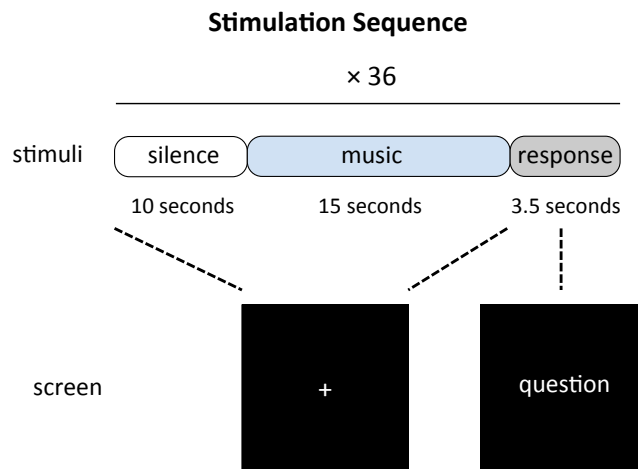 Stimulation Sequence
× 36
stimuli silence music response
10 seconds 15 seconds 3.5 seconds
screen + question